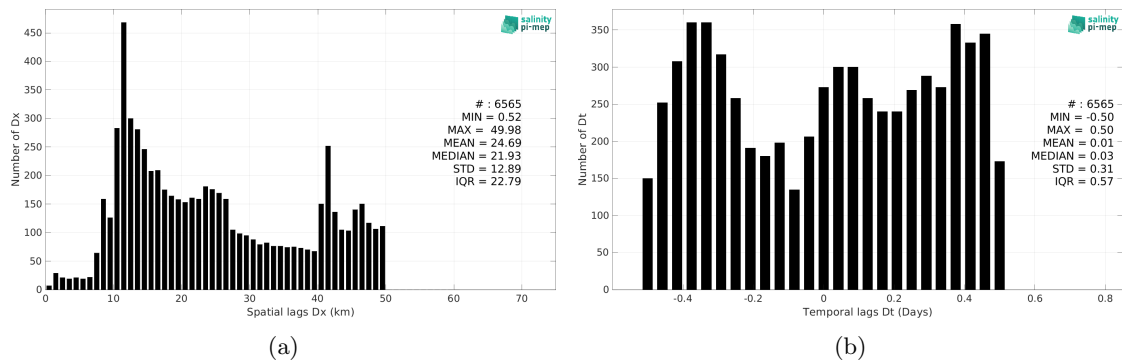 salinity
pi-mep
450
400
350
300
250
200
150
100
50
0
Number of Dx
# : 6565
MIN = 0.52
MAX = 49.98
MEAN = 24.69
MEDIAN = 21.93
STD = 12.89
IQR = 22.79
0 10 20 30 40 50 60 70
Spatial lags Dx (km)
(a)
salinity
pi-mep
350
300
250
200
150
100
50
0
Number of Dt
# : 6565
MIN = -0.50
MAX = 0.50
MEAN = 0.01
MEDIAN = 0.03
STD = 0.31
IQR = 0.57
-0.4 -0.2 0 0.2 0.4 0.6 0.8
Temporal lags Dt (Days)
(b)